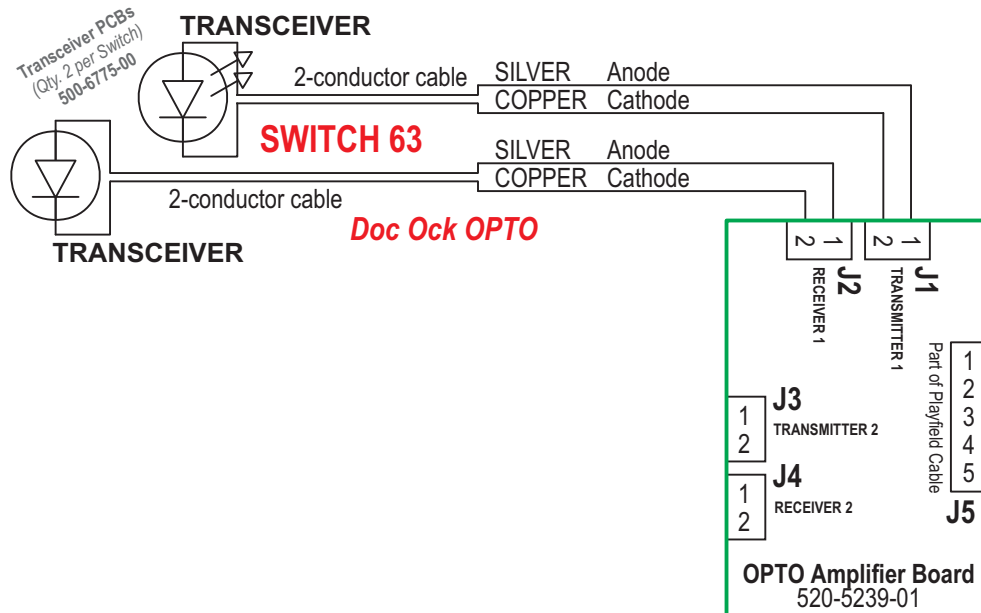 Transceiver PCBs
(Qty. 2 per Switch)
500-6775-00
TRANSCEIVER
2-conductor cable
SILVER Anode
COPPER Cathode
SWITCH 63
SILVER Anode
COPPER Cathode
2-conductor cable
Doc Ock OPTO
TRANSCEIVER
2 1
J2
RECEIVER 1
2 1
J1
TRANSMITTER 1
Part of Playfield Cable
1
2
3
4
5
J5
J3
1
2
TRANSMITTER 2
J4
1
2
RECEIVER 2
OPTO Amplifier Board
520-5239-01